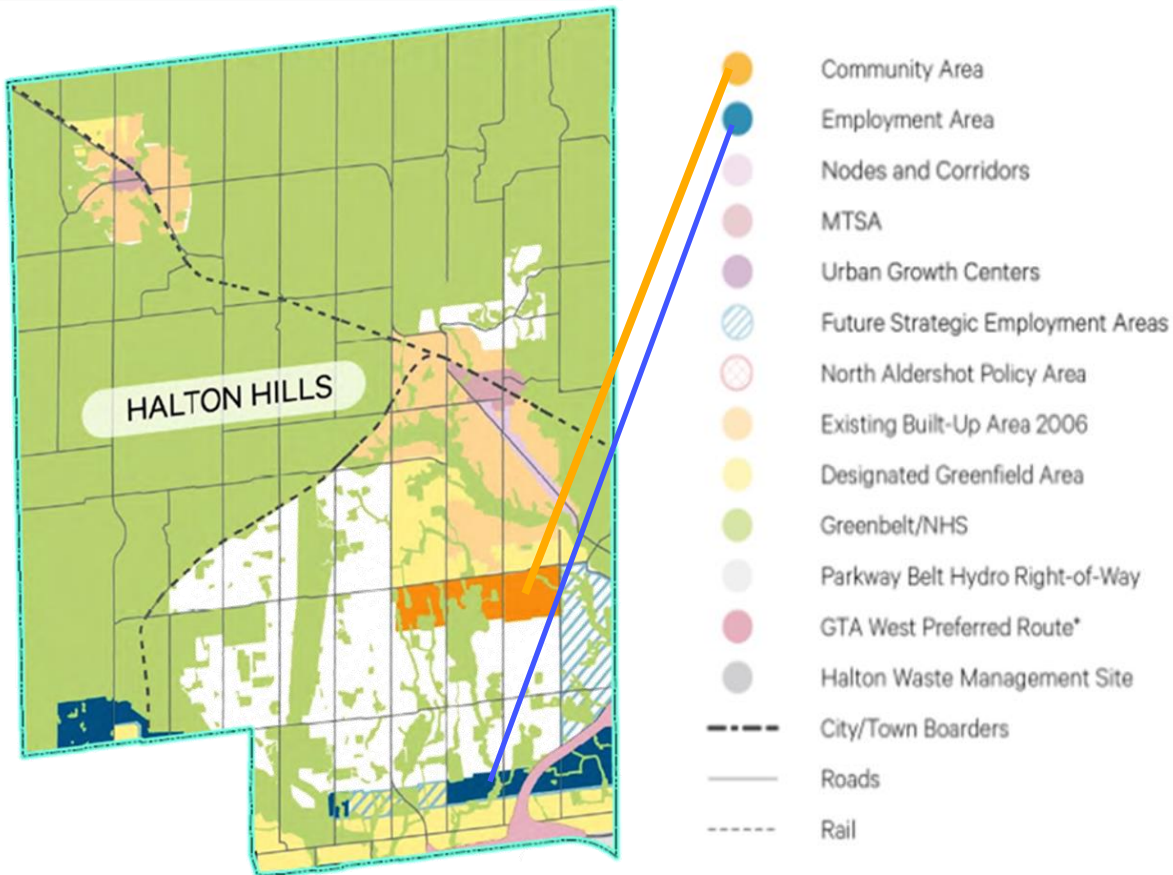 HALTON HILLS
Community Area
Employment Area
Nodes and Corridors
MTSA
Urban Growth Centers
Future Strategic Employment Areas
North Aldershot Policy Area
Existing Built-Up Area 2006
Designated Greenfield Area
Greenbelt/NHS
Parkway Belt Hydro Right-of-Way
GTA West Preferred Route*
Halton Waste Management Site
City/Town Boarders
Roads
Rail